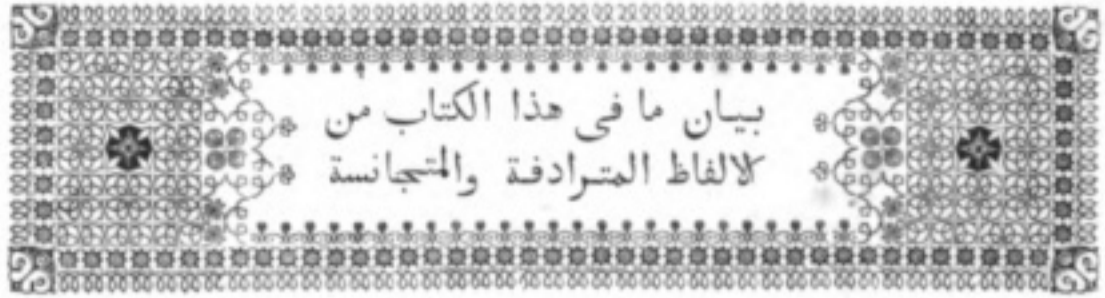 بيان ما فى هذا الكتاب من
الالفاظ المترادفة والمتجانسة